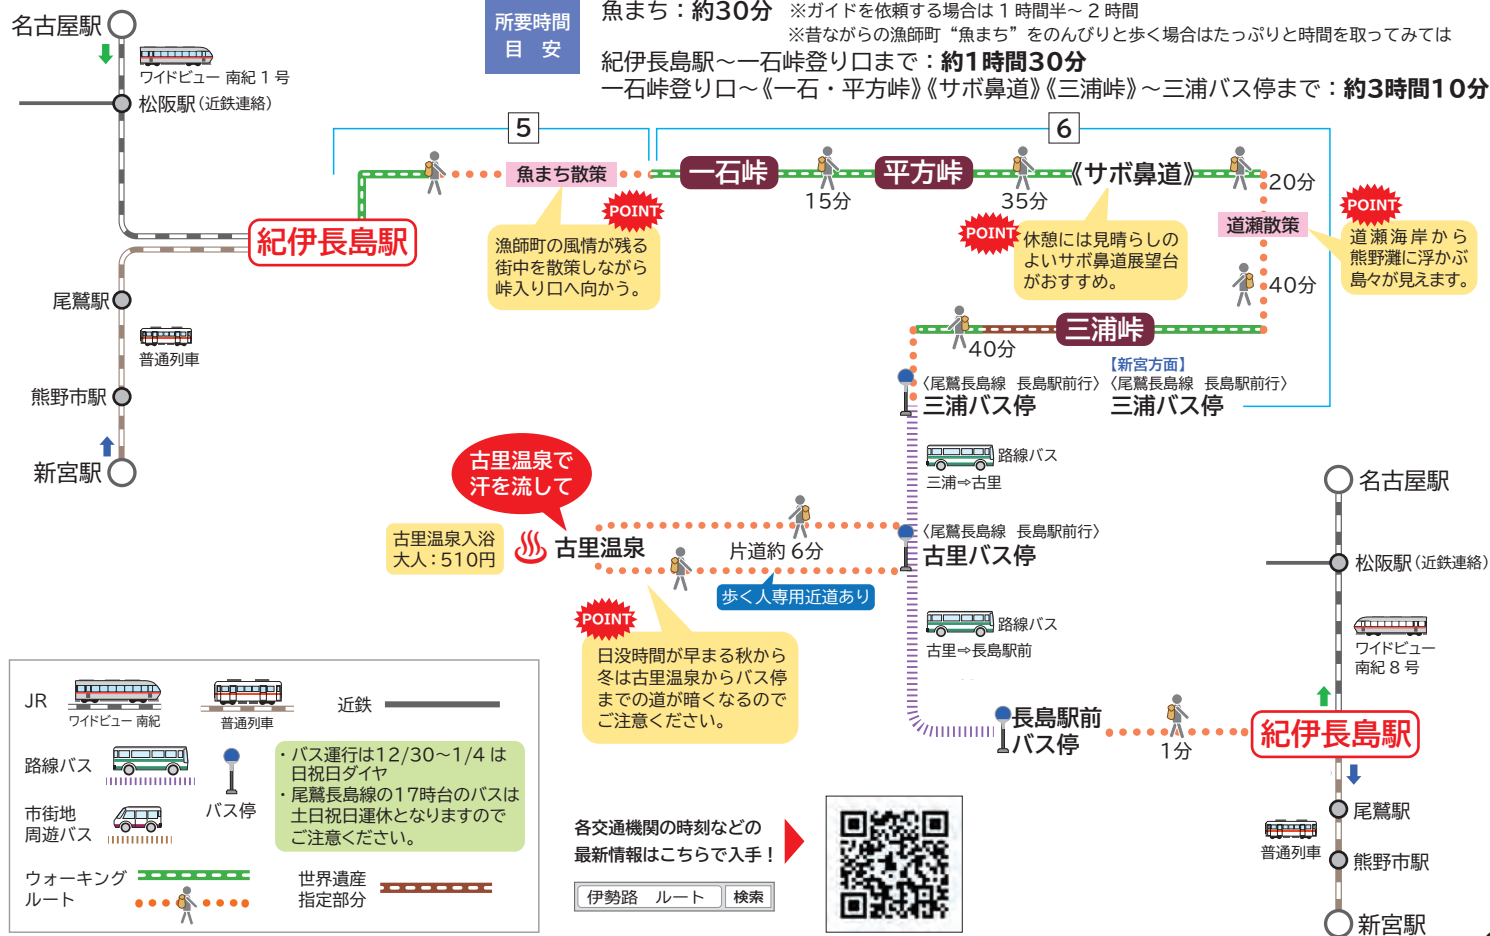 所要時間
目　安
魚まち：約30分　※ガイドを依頼する場合は１時間半～２時間
※昔ながらの漁師町“魚まち”をのんびりと歩く場合はたっぷりと時間を取ってみては
紀伊長島駅～一石峠登り口まで：約1時間30分
一石峠登り口～《一石・平方峠》《サボ鼻道》《三浦峠》～三浦バス停まで：約3時間10分
名古屋駅
ワイドビュー 南紀１号
松阪駅（近鉄連絡）
紀伊長島駅
尾鷲駅
普通列車
熊野市駅
新宮駅
5
魚まち散策
POINT
漁師町の風情が残る
街中を散策しながら
峠入り口へ向かう。
6
一石峠
15分
平方峠
35分
《サボ鼻道》
20分
POINT
休憩には見晴らしの
よいサボ鼻道展望台
がおすすめ。
道瀬散策
POINT
道瀬海岸から
熊野灘に浮かぶ
島々が見えます。
40分
三浦峠
40分
〈尾鷲長島線　長島駅前行〉
三浦バス停
【新宮方面】
〈尾鷲長島線　長島駅前行〉
三浦バス停
路線バス
三浦⇒古里
古里温泉で
汗を流して
古里温泉入浴
大人：510円
古里温泉
片道約６分
歩く人専用近道あり
〈尾鷲長島線　長島駅前行〉
古里バス停
POINT
日没時間が早まる秋から
冬は古里温泉からバス停
までの道が暗くなるので
ご注意ください。
路線バス
古里⇒長島駅前
長島駅前
バス停
1分
紀伊長島駅
名古屋駅
松阪駅（近鉄連絡）
ワイドビュー
南紀８号
尾鷲駅
普通列車
熊野市駅
新宮駅
JR
ワイドビュー 南紀
普通列車
近鉄
路線バス
バス停
市街地
周遊バス
・バス運行は12/30～1/4は
日祝日ダイヤ
・尾鷲長島線の17時台のバスは
土日祝日運休となりますので
ご注意ください。
ウォーキング
ルート
世界遺産
指定部分
各交通機関の時刻などの
最新情報はこちらで入手！
伊勢路　ルート　検索